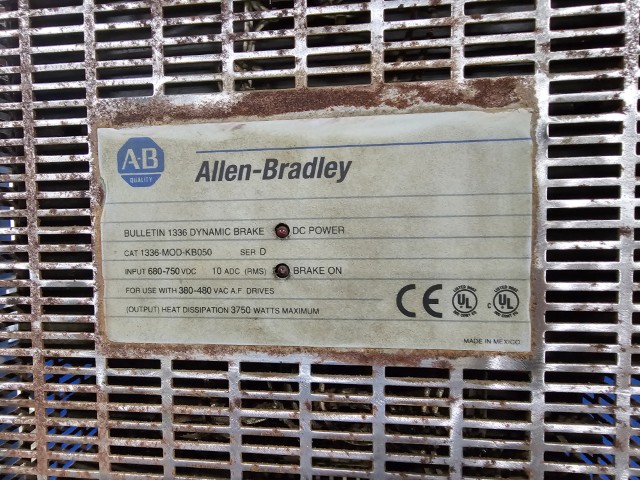 A-B
QUALITY
Allen-Bradley
BULLETIN 1336 DYNAMIC BRAKE DC POWER
CAT 1336-MOD-KB050 SER D
INPUT 680-750 VDC 10 ADC (RMS) BRAKE ON
FOR USE WITH 380-480 VAC A.F. DRIVES
(OUTPUT) HEAT DISSIPATION 3750 WATTS MAXIMUM
CE UL C UL
MADE IN MEXICO